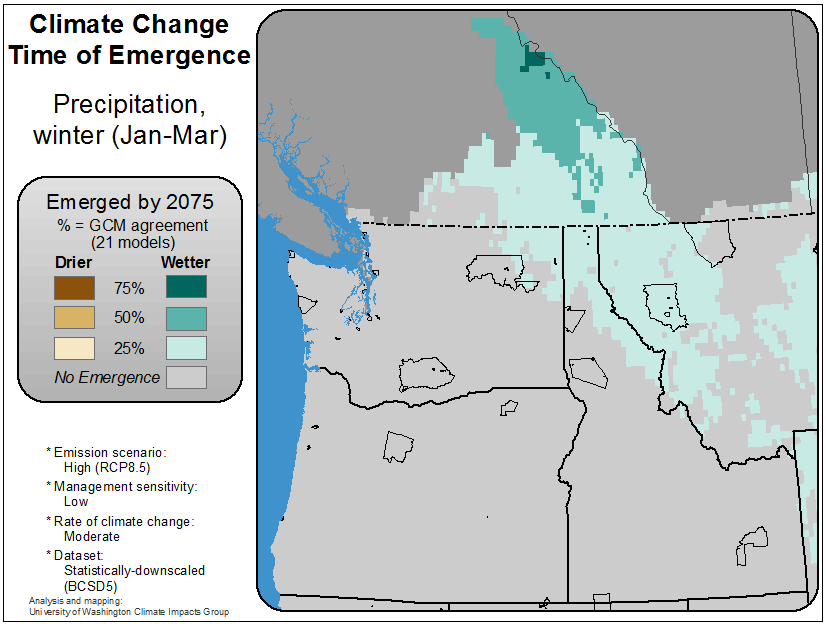 Climate Change
Time of Emergence
Precipitation,
winter (Jan-Mar)
Emerged by 2075
% = GCM agreement
(21 models)
Drier Wetter
75%
50%
25%
No Emergence
* Emission scenario:
High (RCP8.5)
* Management sensitivity:
Low
* Rate of climate change:
Moderate
* Dataset:
Statistically-downscaled
(BCSD5)
Analysis and mapping:
University of Washington Climate Impacts Group